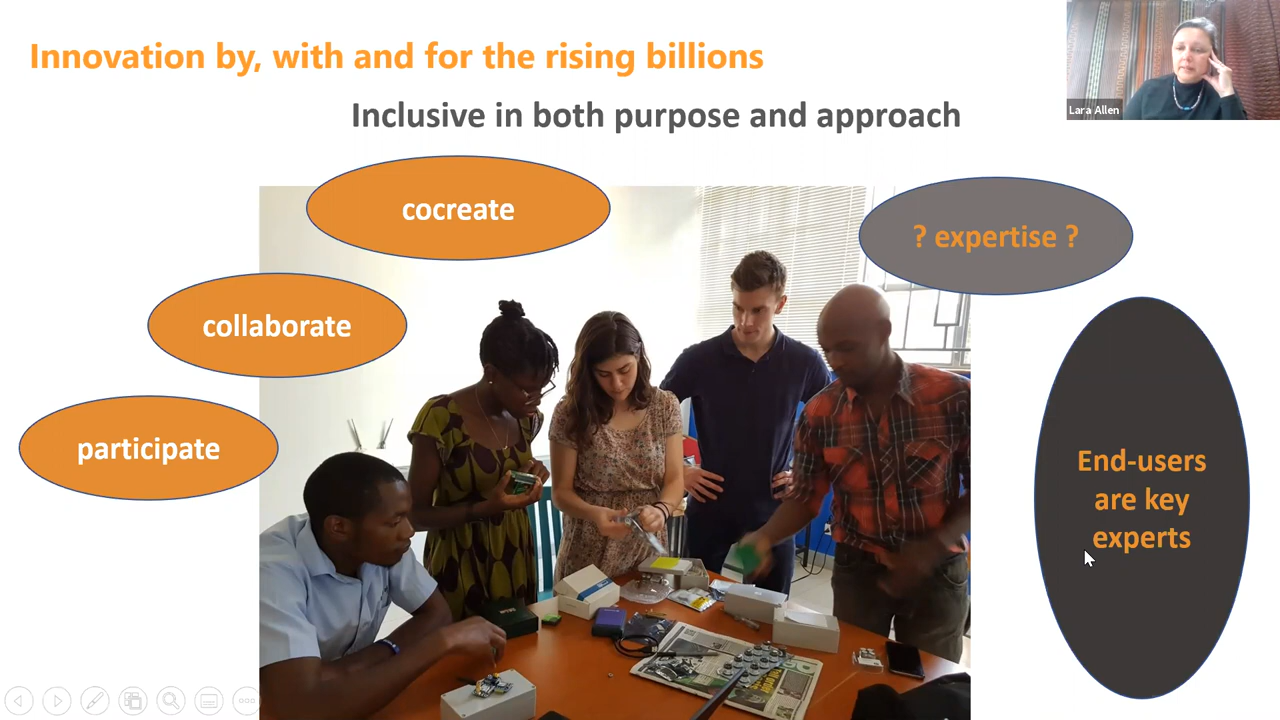 Innovation by, with and for the rising billions
Lara Allen
Inclusive in both purpose and approach
cocreate
? expertise ?
collaborate
participate
End-users
are key
experts